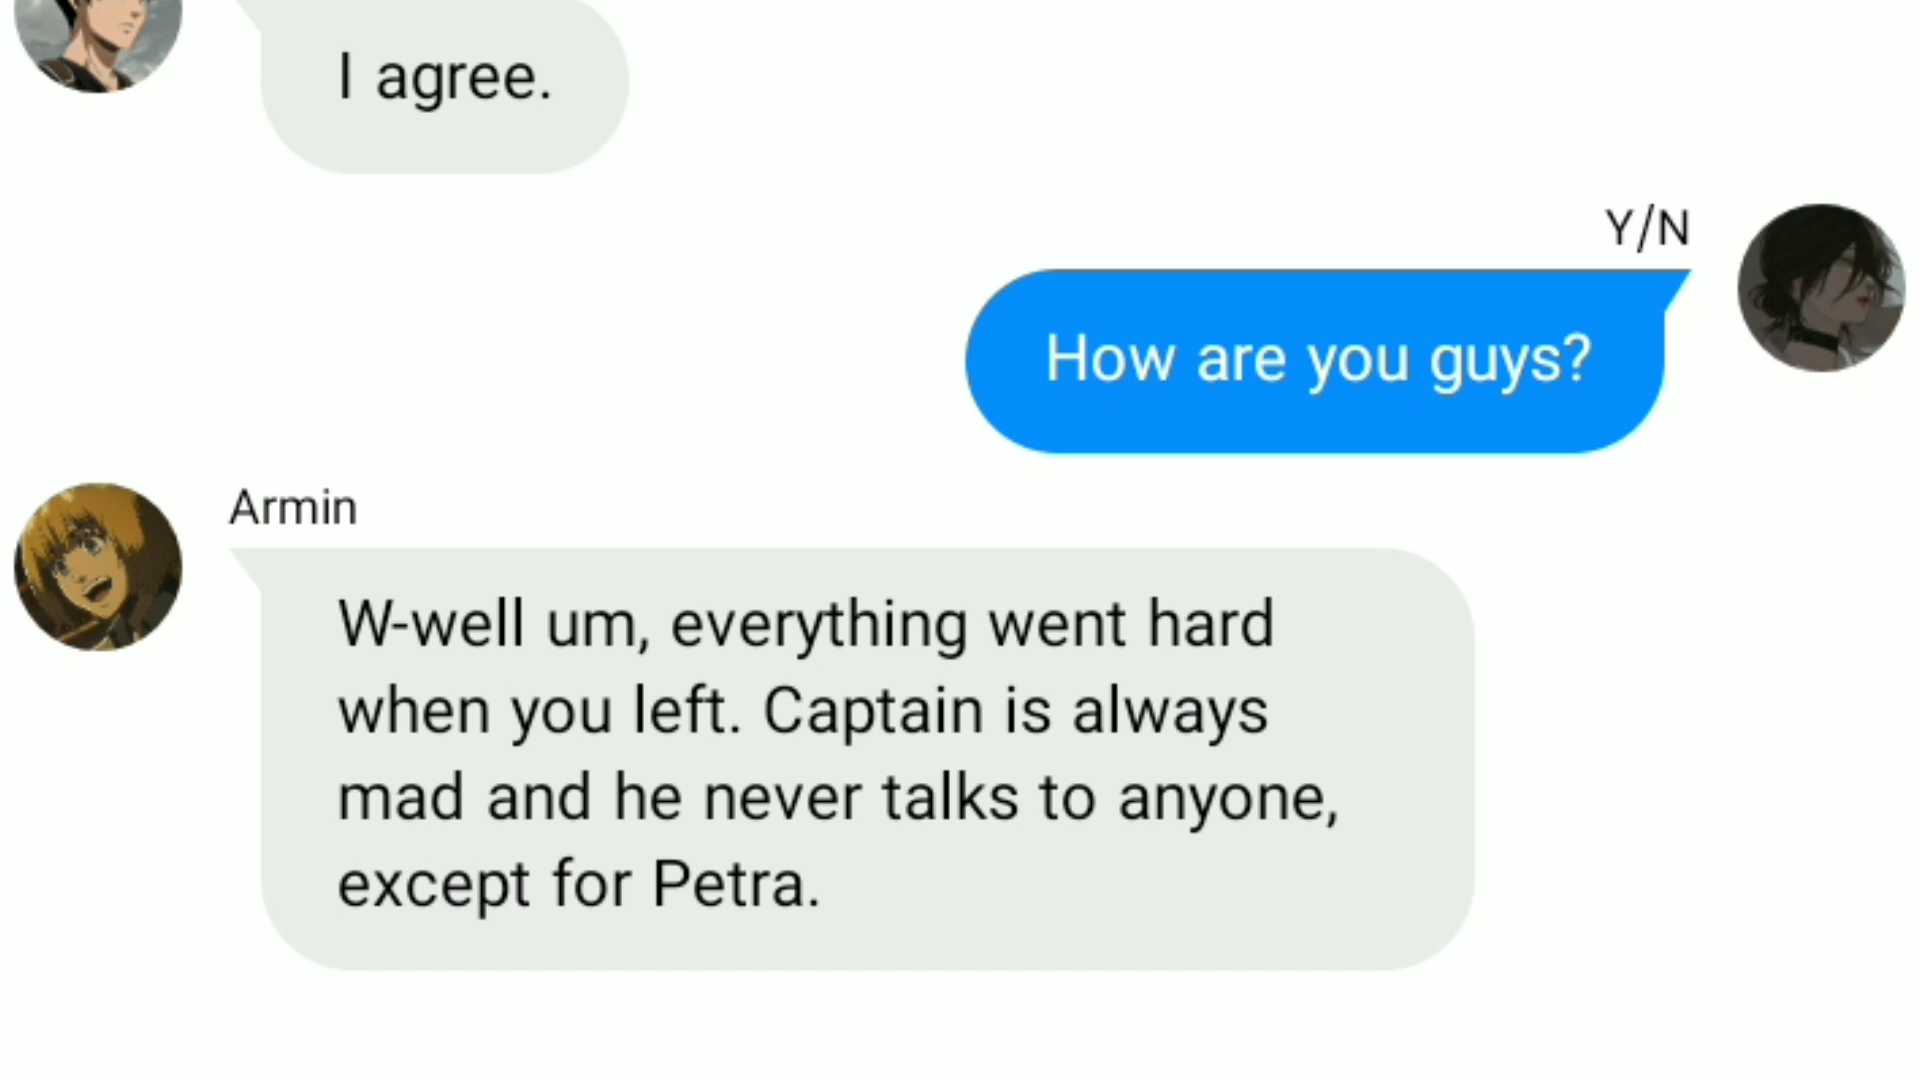 I agree.
Y/N
How are you guys?
Armin
W-well um, everything went hard
when you left. Captain is always
mad and he never talks to anyone,
except for Petra.